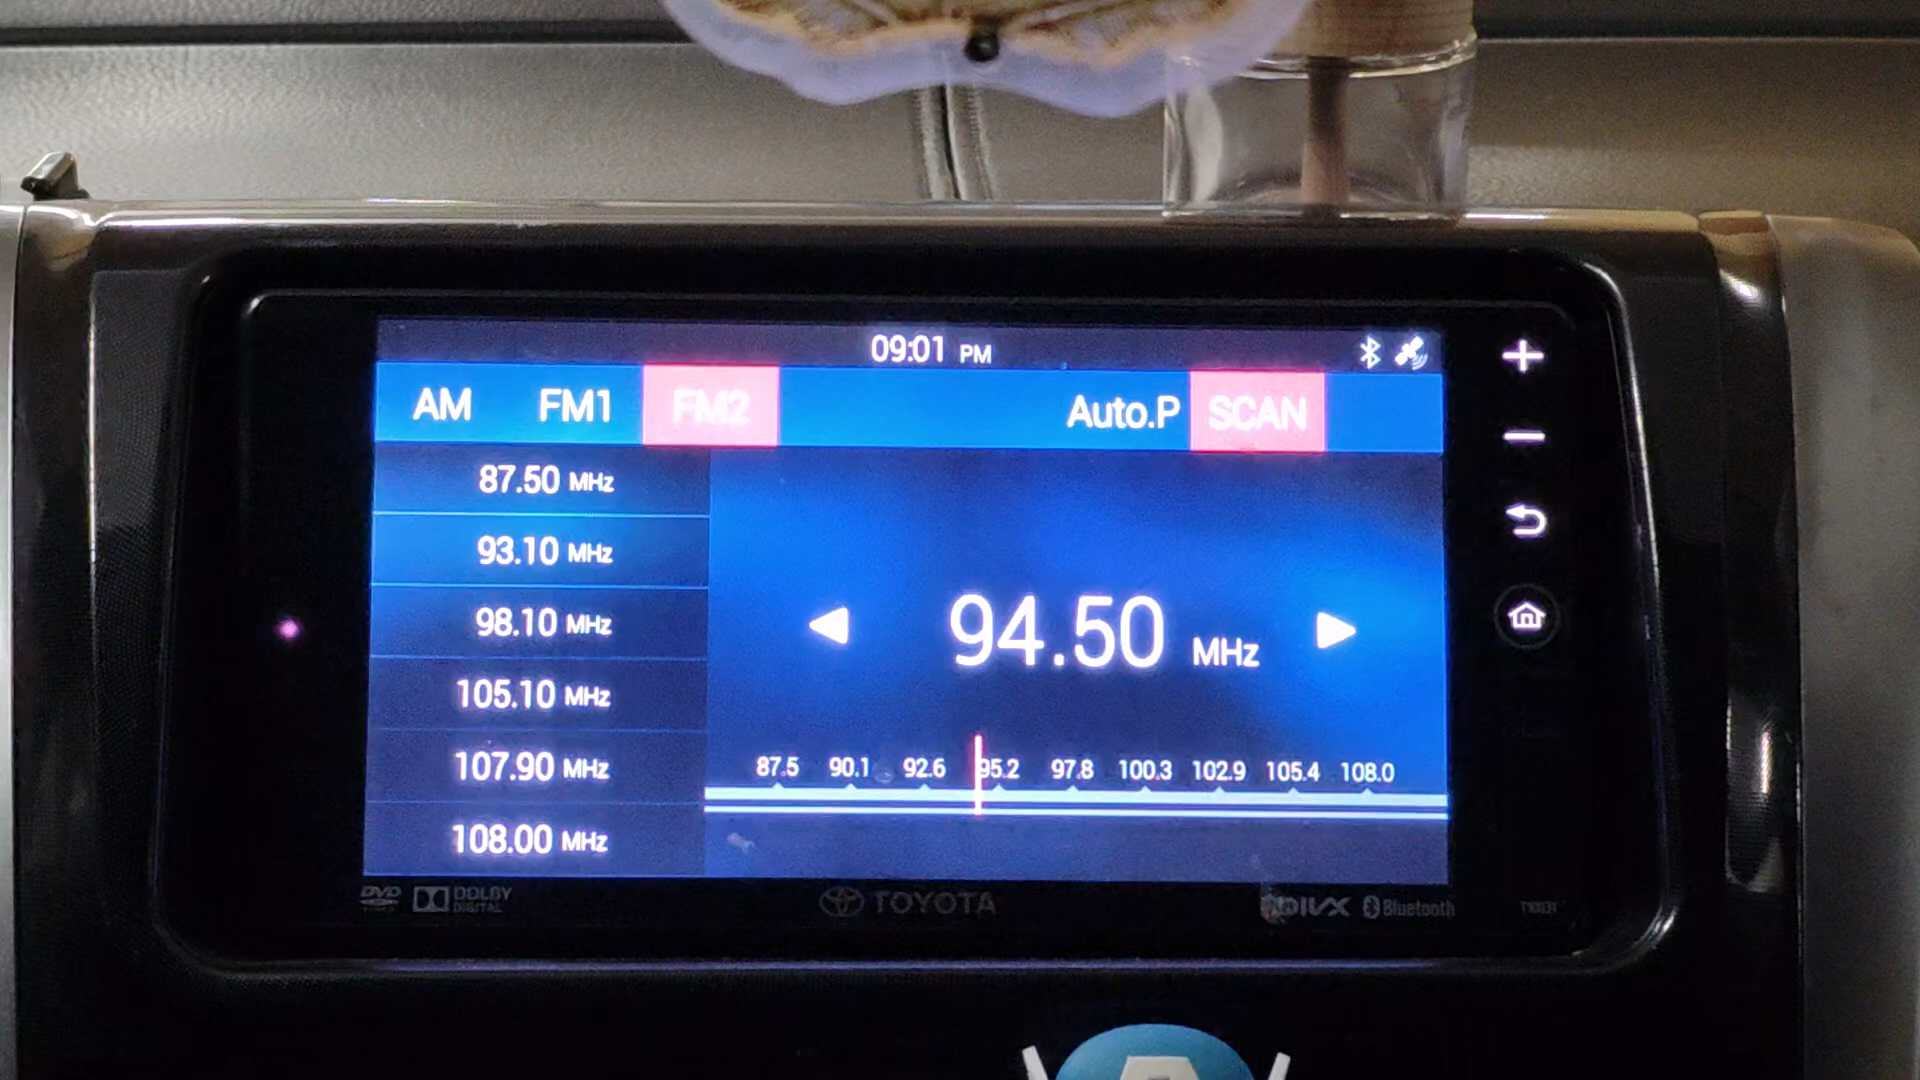 09:01 PM
AM FM1 FM2 Auto.P SCAN
87.50 MHz
93.10 MHz
98.10 MHz
105.10 MHz
107.90 MHz
108.00 MHz
94.50 MHz
87.5 90.1 92.6 95.2 97.8 100.3 102.9 105.4 108.0
DVD DOLBY
DIGITAL
TOYOTA
DIVX Bluetooth